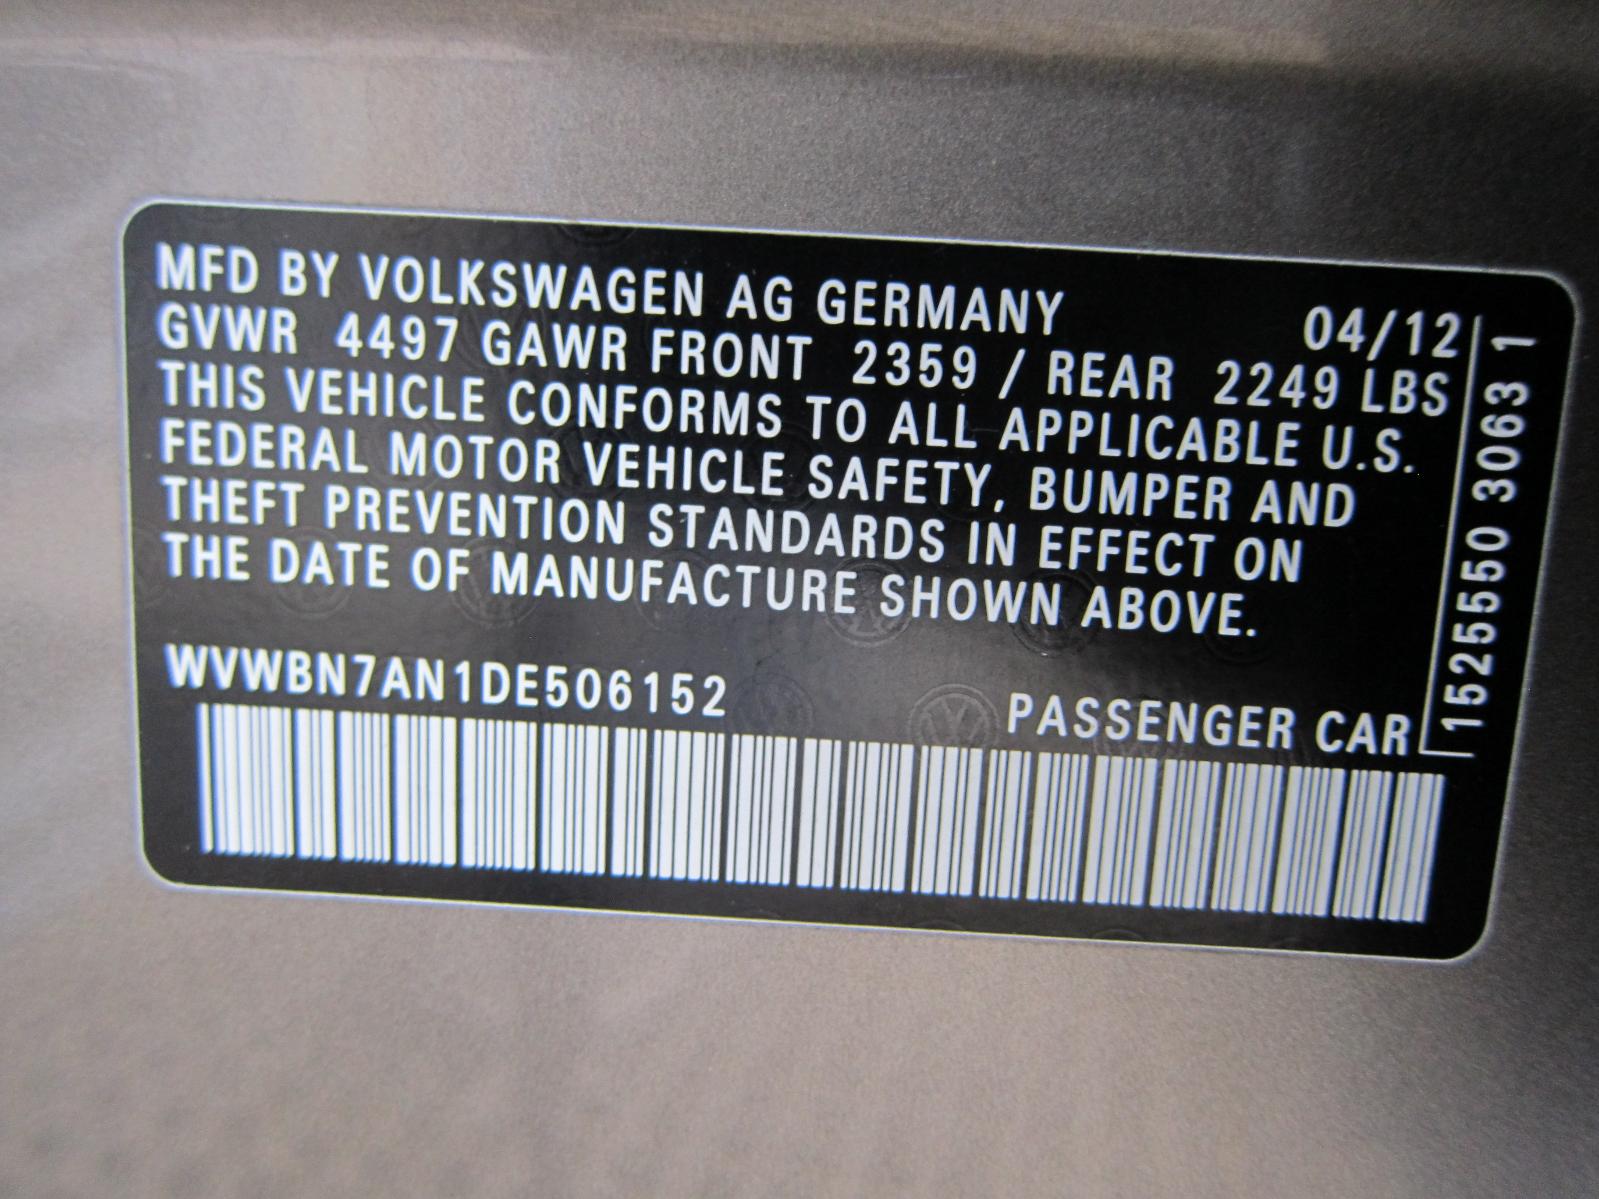 MFD BY VOLKSWAGEN AG GERMANY 04/12
GVWR 4497 GAWR FRONT 2359 / REAR 2249 LBS
THIS VEHICLE CONFORMS TO ALL APPLICABLE U.S.
FEDERAL MOTOR VEHICLE SAFETY, BUMPER AND
THEFT PREVENTION STANDARDS IN EFFECT ON
THE DATE OF MANUFACTURE SHOWN ABOVE.
WVWBN7AN1DE506152 PASSENGER CAR
1525550 3063 1